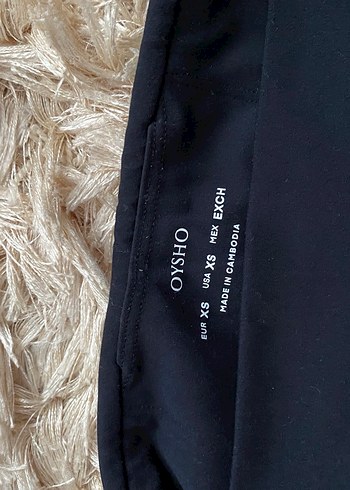 OYSHO
EUR XS USA XS MEX EXCH
MADE IN CAMBODIA